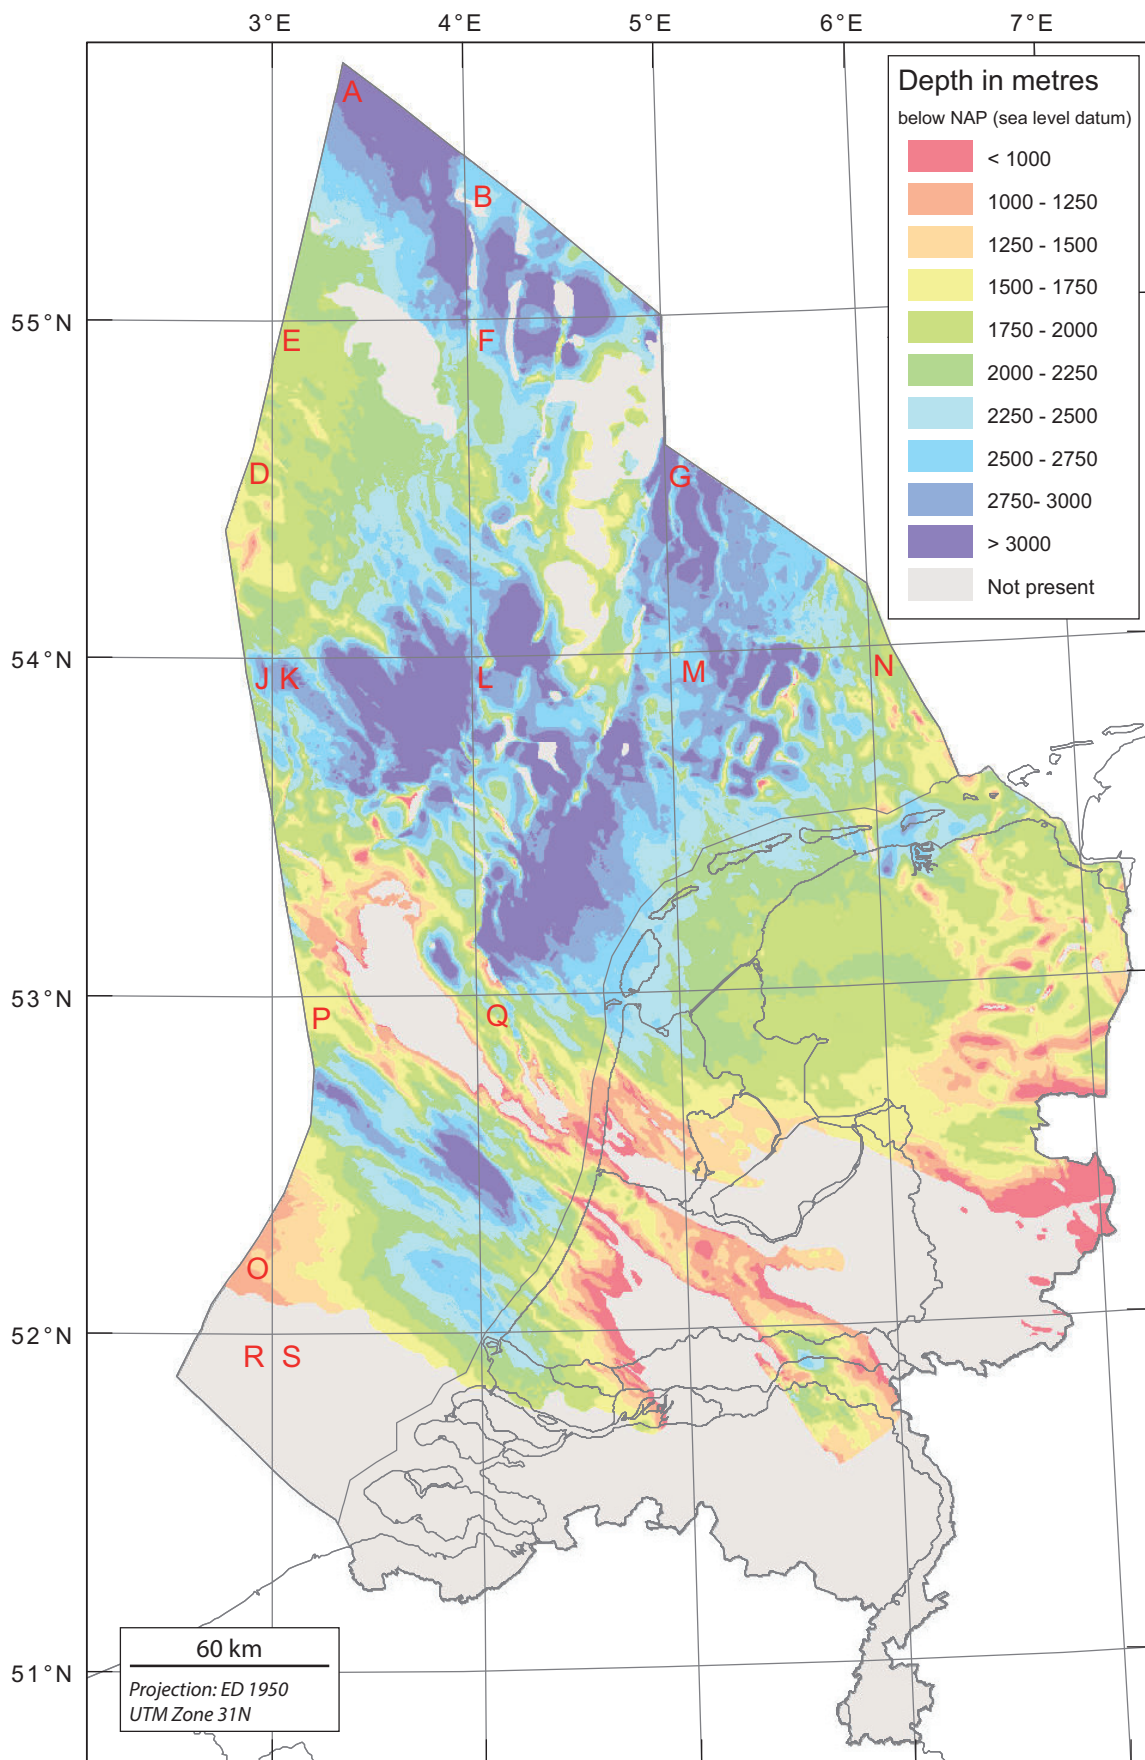 3°E 4°E 5°E 6°E 7°E
Depth in metres
below NAP (sea level datum)
< 1000
1000 - 1250
1250 - 1500
1500 - 1750
1750 - 2000
2000 - 2250
2250 - 2500
2500 - 2750
2750- 3000
> 3000
Not present
A
B
55°N
E F
D G
54°N
J K L M N
53°N
P Q
O
52°N
R S
51°N
60 km
Projection: ED 1950
UTM Zone 31N